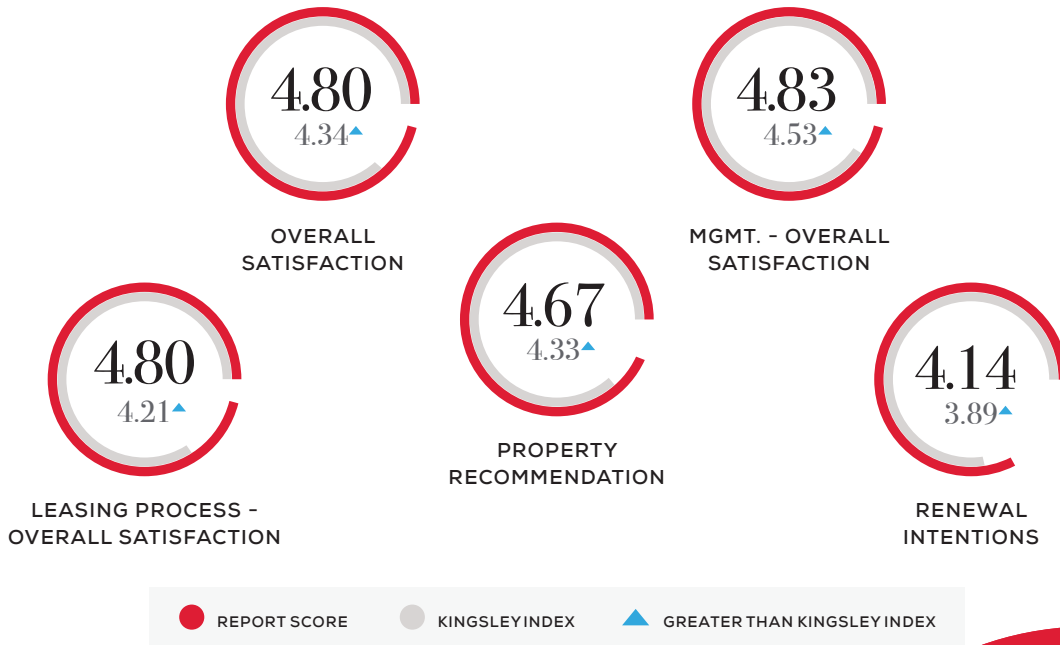 4.80
4.34
OVERALL
SATISFACTION
4.83
4.53
MGMT. - OVERALL
SATISFACTION
4.80
4.21
LEASING PROCESS -
OVERALL SATISFACTION
4.67
4.33
PROPERTY
RECOMMENDATION
4.14
3.89
RENEWAL
INTENTIONS
REPORT SCORE
KINGSLEY INDEX
GREATER THAN KINGSLEY INDEX